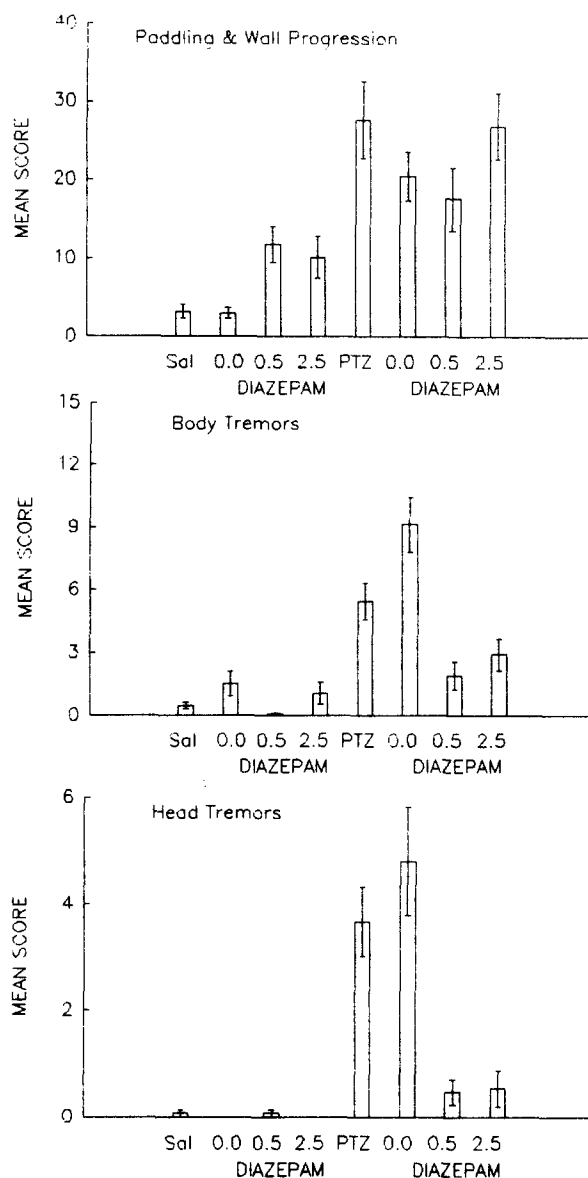 40
Paddling & Wall Progression
30
20
10
0
MEAN SCORE
Sal 0.0 0.5 2.5 PTZ 0.0 0.5 2.5
DIAZEPAM DIAZEPAM
15
Body Tremors
12
9
6
3
0
MEAN SCORE
Sal 0.0 0.5 2.5 PTZ 0.0 0.5 2.5
DIAZEPAM DIAZEPAM
6
Head Tremors
4
2
0
MEAN SCORE
Sal 0.0 0.5 2.5 PTZ 0.0 0.5 2.5
DIAZEPAM DIAZEPAM